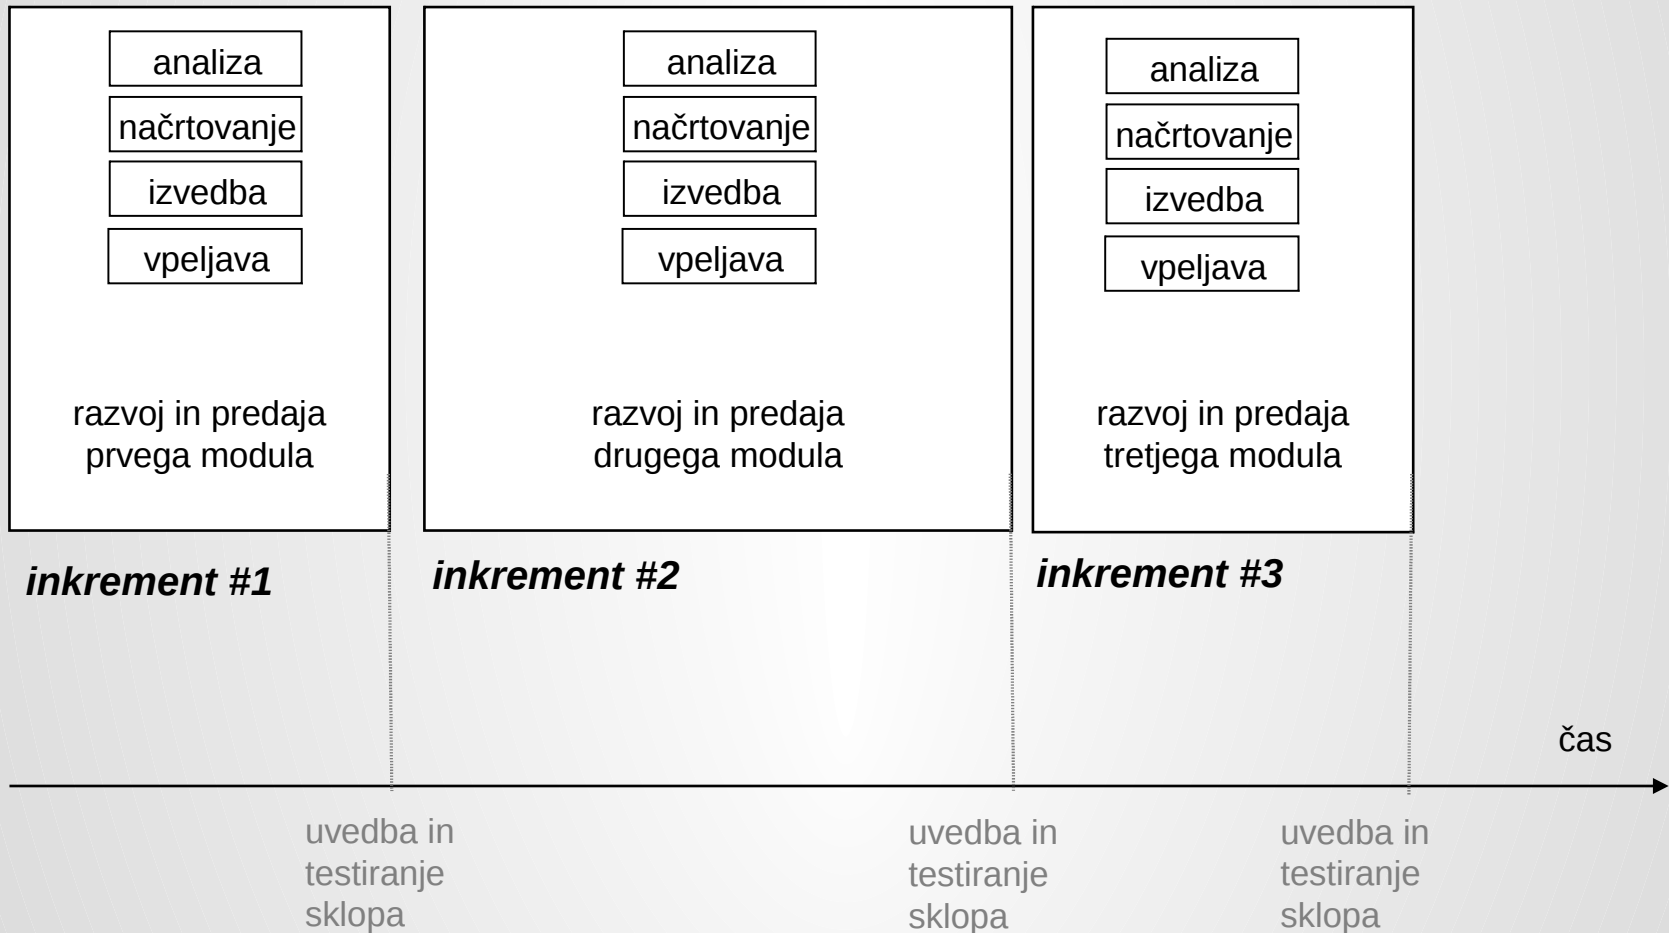 analiza
načrtovanje
izvedba
vpeljava
razvoj in predaja
prvega modula
inkrement #1
analiza
načrtovanje
izvedba
vpeljava
razvoj in predaja
drugega modula
inkrement #2
analiza
načrtovanje
izvedba
vpeljava
razvoj in predaja
tretjega modula
inkrement #3
čas
uvedba in
testiranje
sklopa
uvedba in
testiranje
sklopa
uvedba in
testiranje
sklopa